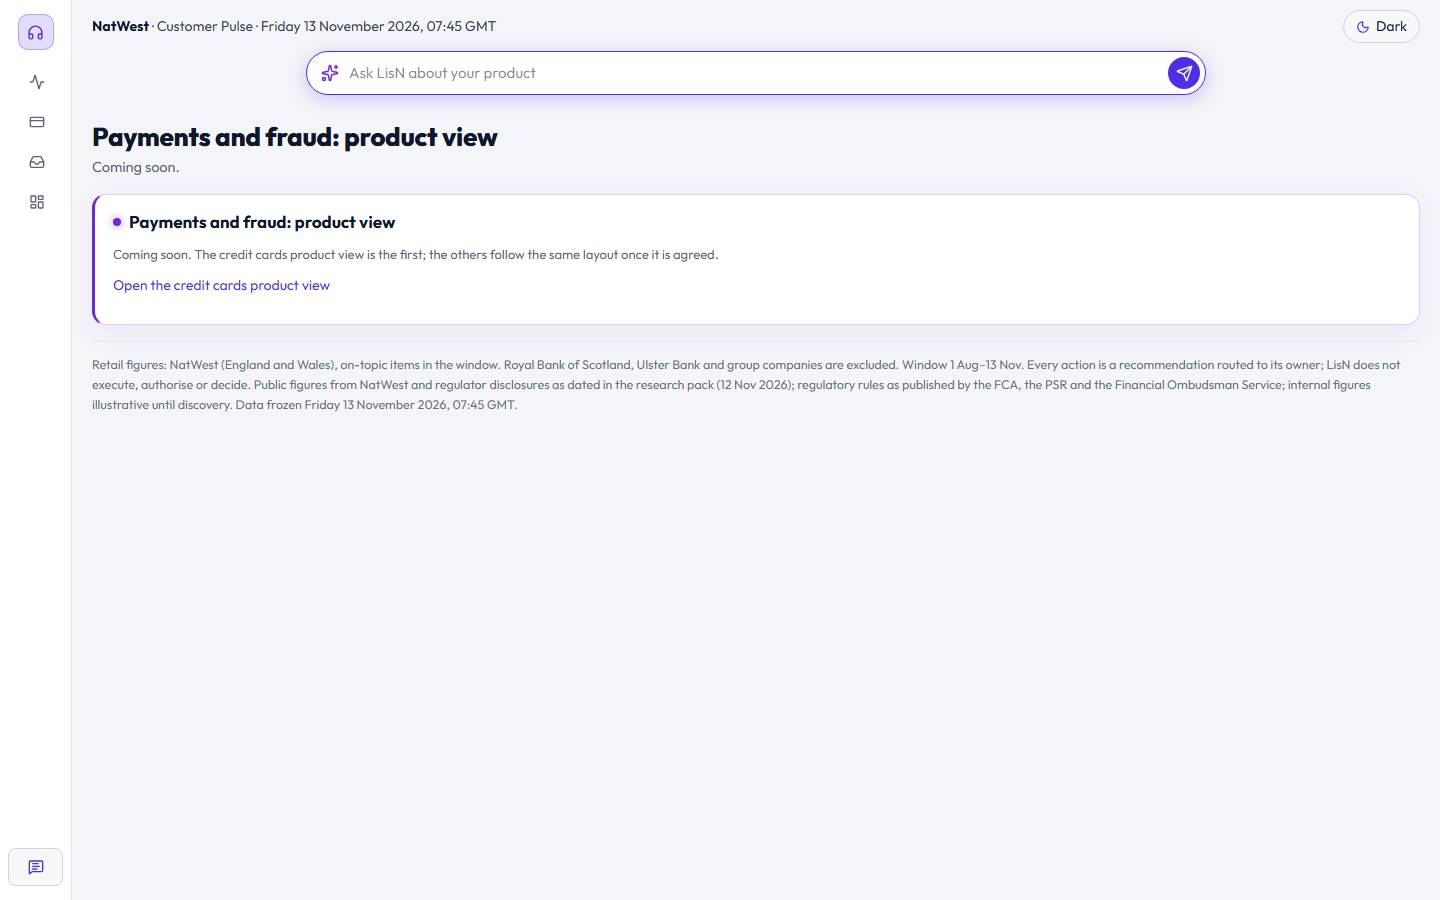 NatWest · Customer Pulse · Friday 13 November 2026, 07:45 GMT
Dark
Ask LisN about your product
Payments and fraud: product view
Coming soon.
Payments and fraud: product view
Coming soon. The credit cards product view is the first; the others follow the same layout once it is agreed.
Open the credit cards product view
Retail figures: NatWest (England and Wales), on-topic items in the window. Royal Bank of Scotland, Ulster Bank and group companies are excluded. Window 1 Aug–13 Nov. Every action is a recommendation routed to its owner; LisN does not
execute, authorise or decide. Public figures from NatWest and regulator disclosures as dated in the research pack (12 Nov 2026); regulatory rules as published by the FCA, the PSR and the Financial Ombudsman Service; internal figures
illustrative until discovery. Data frozen Friday 13 November 2026, 07:45 GMT.